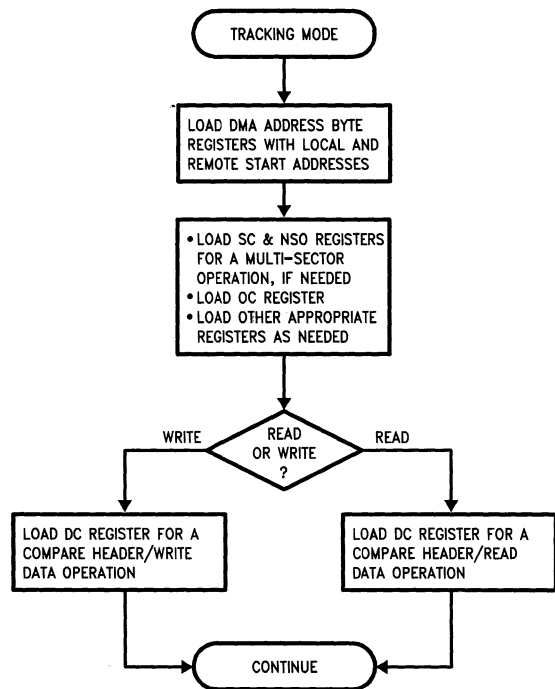 TRACKING MODE
LOAD DMA ADDRESS BYTE
REGISTERS WITH LOCAL AND
REMOTE START ADDRESSES
• LOAD SC & NSO REGISTERS
FOR A MULTI-SECTOR
OPERATION, IF NEEDED
• LOAD OC REGISTER
• LOAD OTHER APPROPRIATE
REGISTERS AS NEEDED
WRITE
READ
OR WRITE
?
READ
LOAD DC REGISTER FOR A
COMPARE HEADER/WRITE
DATA OPERATION
LOAD DC REGISTER FOR A
COMPARE HEADER/READ
DATA OPERATION
CONTINUE